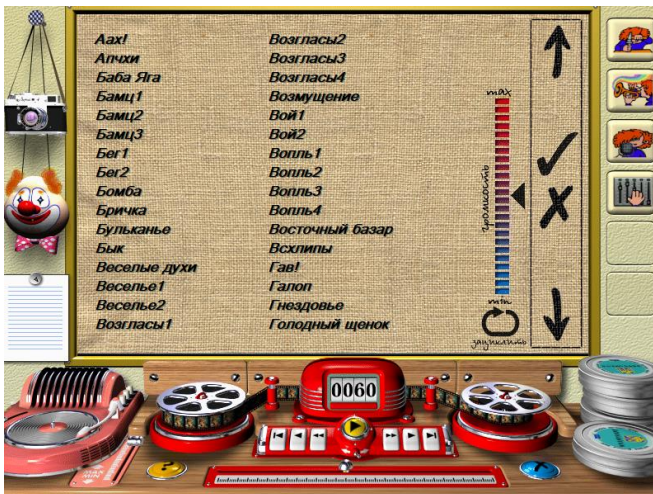 Аах!
Апчхи
Баба Яга
Бамц1
Бамц2
Бамц3
Бег1
Бег2
Бомба
Бричка
Бульканье
Бык
Веселые духи
Веселье1
Веселье2
Возгласы1
Возгласы2
Возгласы3
Возгласы4
Возмущение
Вой1
Вой2
Вопль1
Вопль2
Вопль3
Вопль4
Восточный базар
Всхлипы
Гав!
Галоп
Гнездовье
Голодный щенок
max
громкость
min
зациклить
0060